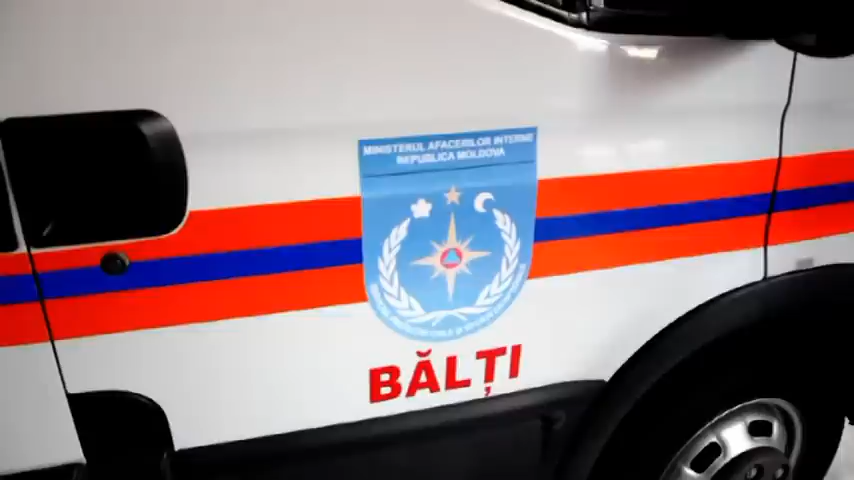 MINISTERUL AFACERILOR INTERNE
REPUBLICA MOLDOVA
BĂLȚI